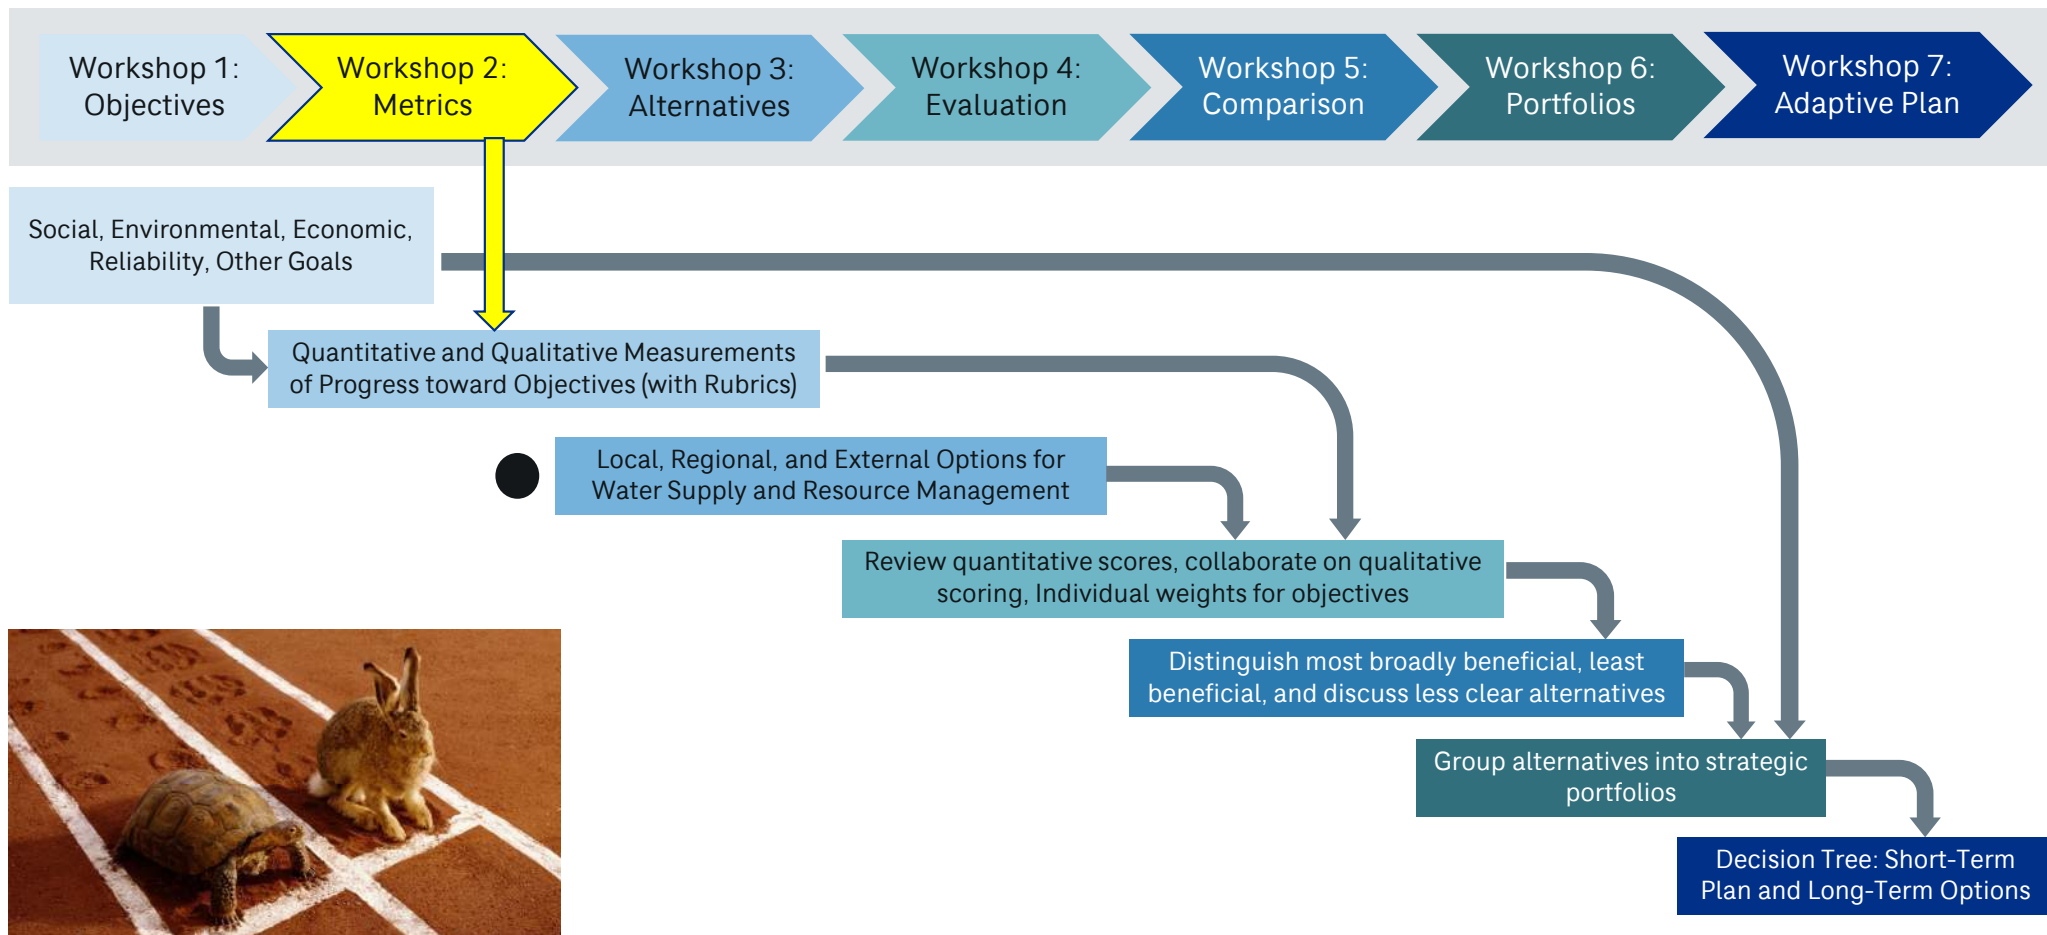 Workshop 1:
Objectives
Workshop 2:
Metrics
Workshop 3:
Alternatives
Workshop 4:
Evaluation
Workshop 5:
Comparison
Workshop 6:
Portfolios
Workshop 7:
Adaptive Plan
Social, Environmental, Economic,
Reliability, Other Goals
Quantitative and Qualitative Measurements
of Progress toward Objectives (with Rubrics)
Local, Regional, and External Options for
Water Supply and Resource Management
Review quantitative scores, collaborate on qualitative
scoring, Individual weights for objectives
Distinguish most broadly beneficial, least
beneficial, and discuss less clear alternatives
Group alternatives into strategic
portfolios
Decision Tree: Short-Term
Plan and Long-Term Options